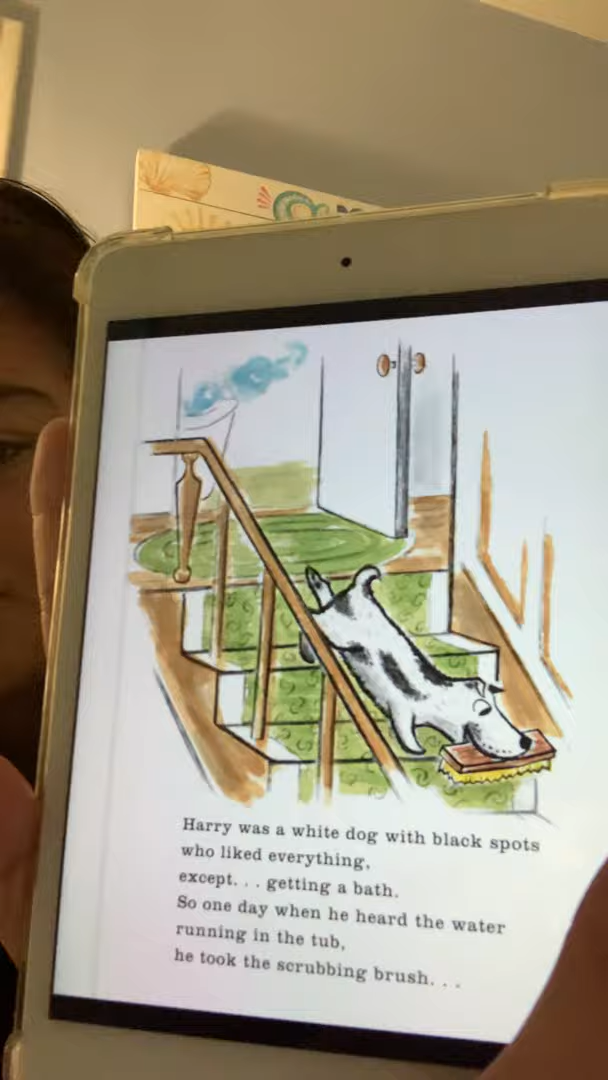 Harry was a white dog with black spots
who liked everything,
except. . . getting a bath.
So one day when he heard the water
running in the tub,
he took the scrubbing brush. . .